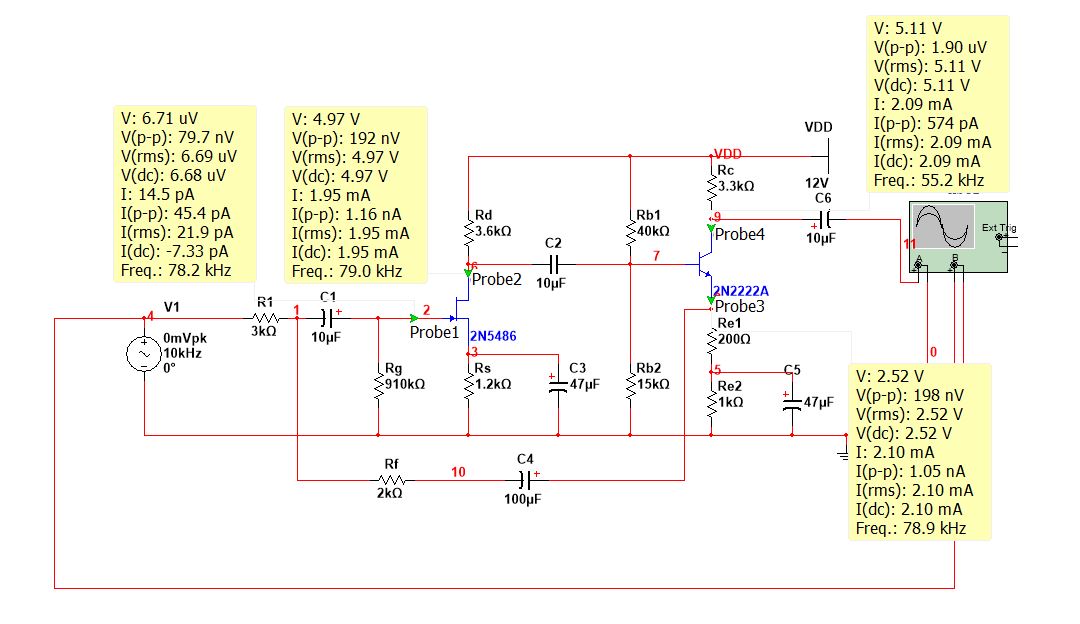 V: 5.11 V
V(p-p): 1.90 uV
V(rms): 5.11 V
V(dc): 5.11 V
I: 2.09 mA
I(p-p): 574 pA
I(rms): 2.09 mA
I(dc): 2.09 mA
Freq.: 55.2 kHz
V: 6.71 uV
V(p-p): 79.7 nV
V(rms): 6.69 uV
V(dc): 6.68 uV
I: 14.5 pA
I(p-p): 45.4 pA
I(rms): 21.9 pA
I(dc): -7.33 pA
Freq.: 78.2 kHz
V: 4.97 V
V(p-p): 192 nV
V(rms): 4.97 V
V(dc): 4.97 V
I: 1.95 mA
I(p-p): 1.16 nA
I(rms): 1.95 mA
I(dc): 1.95 mA
Freq.: 79.0 kHz
VDD
VDD
12V
Rc
3.3kΩ
C6
10µF
9
Probe4
11
Ext Trig
A
B
Rd
3.6kΩ
Rb1
40kΩ
C2
10µF
7
6
Probe2
2N2222A
Probe3
V1
4
0mVpk
10kHz
0°
R1
3kΩ
1
C1
10µF
2
Probe1
2N5486
3
Re1
200Ω
0
Rg
910kΩ
Rs
1.2kΩ
C3
47µF
Rb2
15kΩ
5
Re2
1kΩ
C5
47µF
Rf
2kΩ
10
C4
100µF
V: 2.52 V
V(p-p): 198 nV
V(rms): 2.52 V
V(dc): 2.52 V
I: 2.10 mA
I(p-p): 1.05 nA
I(rms): 2.10 mA
I(dc): 2.10 mA
Freq.: 78.9 kHz